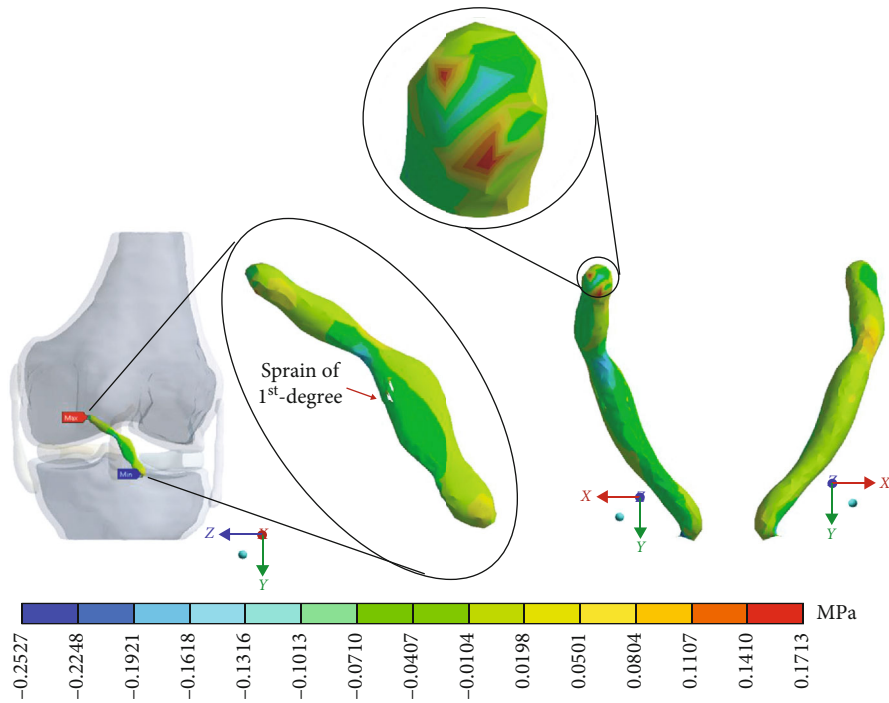 Sprain of
1st-degree
Max
Min
Z
X
Y
X
Z
Y
Z
X
Y
MPa
−0.2527
−0.2248
−0.1921
−0.1618
−0.1316
−0.1013
−0.0710
−0.0407
−0.0104
0.0198
0.0501
0.0804
0.1107
0.1410
0.1713